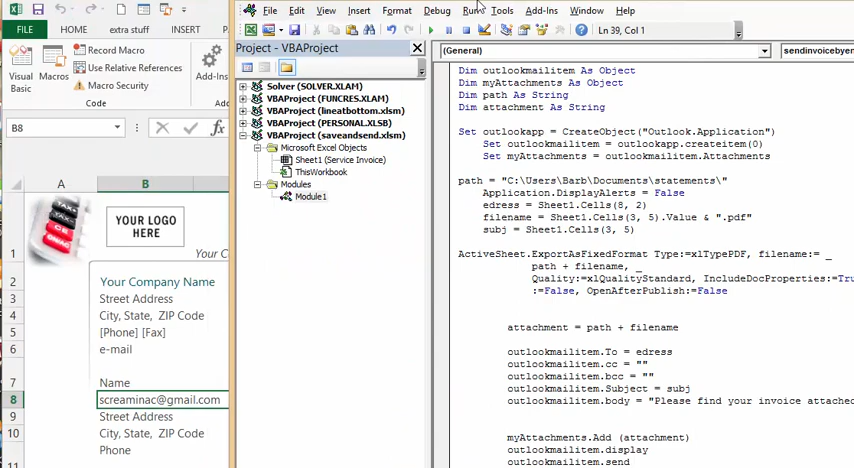 FILE HOME extra stuff INSERT
Visual Basic
Macros
Record Macro
Use Relative References
Macro Security
Add-Ins
Code
B8
A B
YOUR LOGO
HERE
Your C
1
2 Your Company Name
3 Street Address
4 City, State, ZIP Code
5 [Phone] [Fax]
6 e-mail
7 Name
8 screaminac@gmail.com
9 Street Address
10 City, State, ZIP Code
Phone
11
File Edit View Insert Format Debug Run Tools Add-Ins Window Help
Ln 39, Col 1
Project - VBAProject
Solver (SOLVER.XLAM)
VBAProject (FUNCRES.XLAM)
VBAProject (lineatbottom.xlsm)
VBAProject (PERSONAL.XLSB)
VBAProject (saveandsend.xlsm)
Microsoft Excel Objects
Sheet1 (Service Invoice)
ThisWorkbook
Modules
Module1
(General) sendinvoicebyen
Dim outlookmailitem As Object
Dim myAttachments As Object
Dim path As String
Dim attachment As String
Set outlookapp = CreateObject("Outlook.Application")
Set outlookmailitem = outlookapp.createitem(0)
Set myAttachments = outlookmailitem.Attachments
path = "C:\Users\Barb\Documents\statements\"
Application.DisplayAlerts = False
edress = Sheet1.Cells(8, 2)
filename = Sheet1.Cells(3, 5).Value & ".pdf"
subj = Sheet1.Cells(3, 5)
ActiveSheet.ExportAsFixedFormat Type:=xlTypePDF, filename:= _
path + filename, _
Quality:=xlQualityStandard, IncludeDocProperties:=Tru
:=False, OpenAfterPublish:=False
attachment = path + filename
outlookmailitem.To = edress
outlookmailitem.cc = ""
outlookmailitem.bcc = ""
outlookmailitem.Subject = subj
outlookmailitem.body = "Please find your invoice attache
myAttachments.Add (attachment)
outlookmailitem.display
outlookmailitem.send